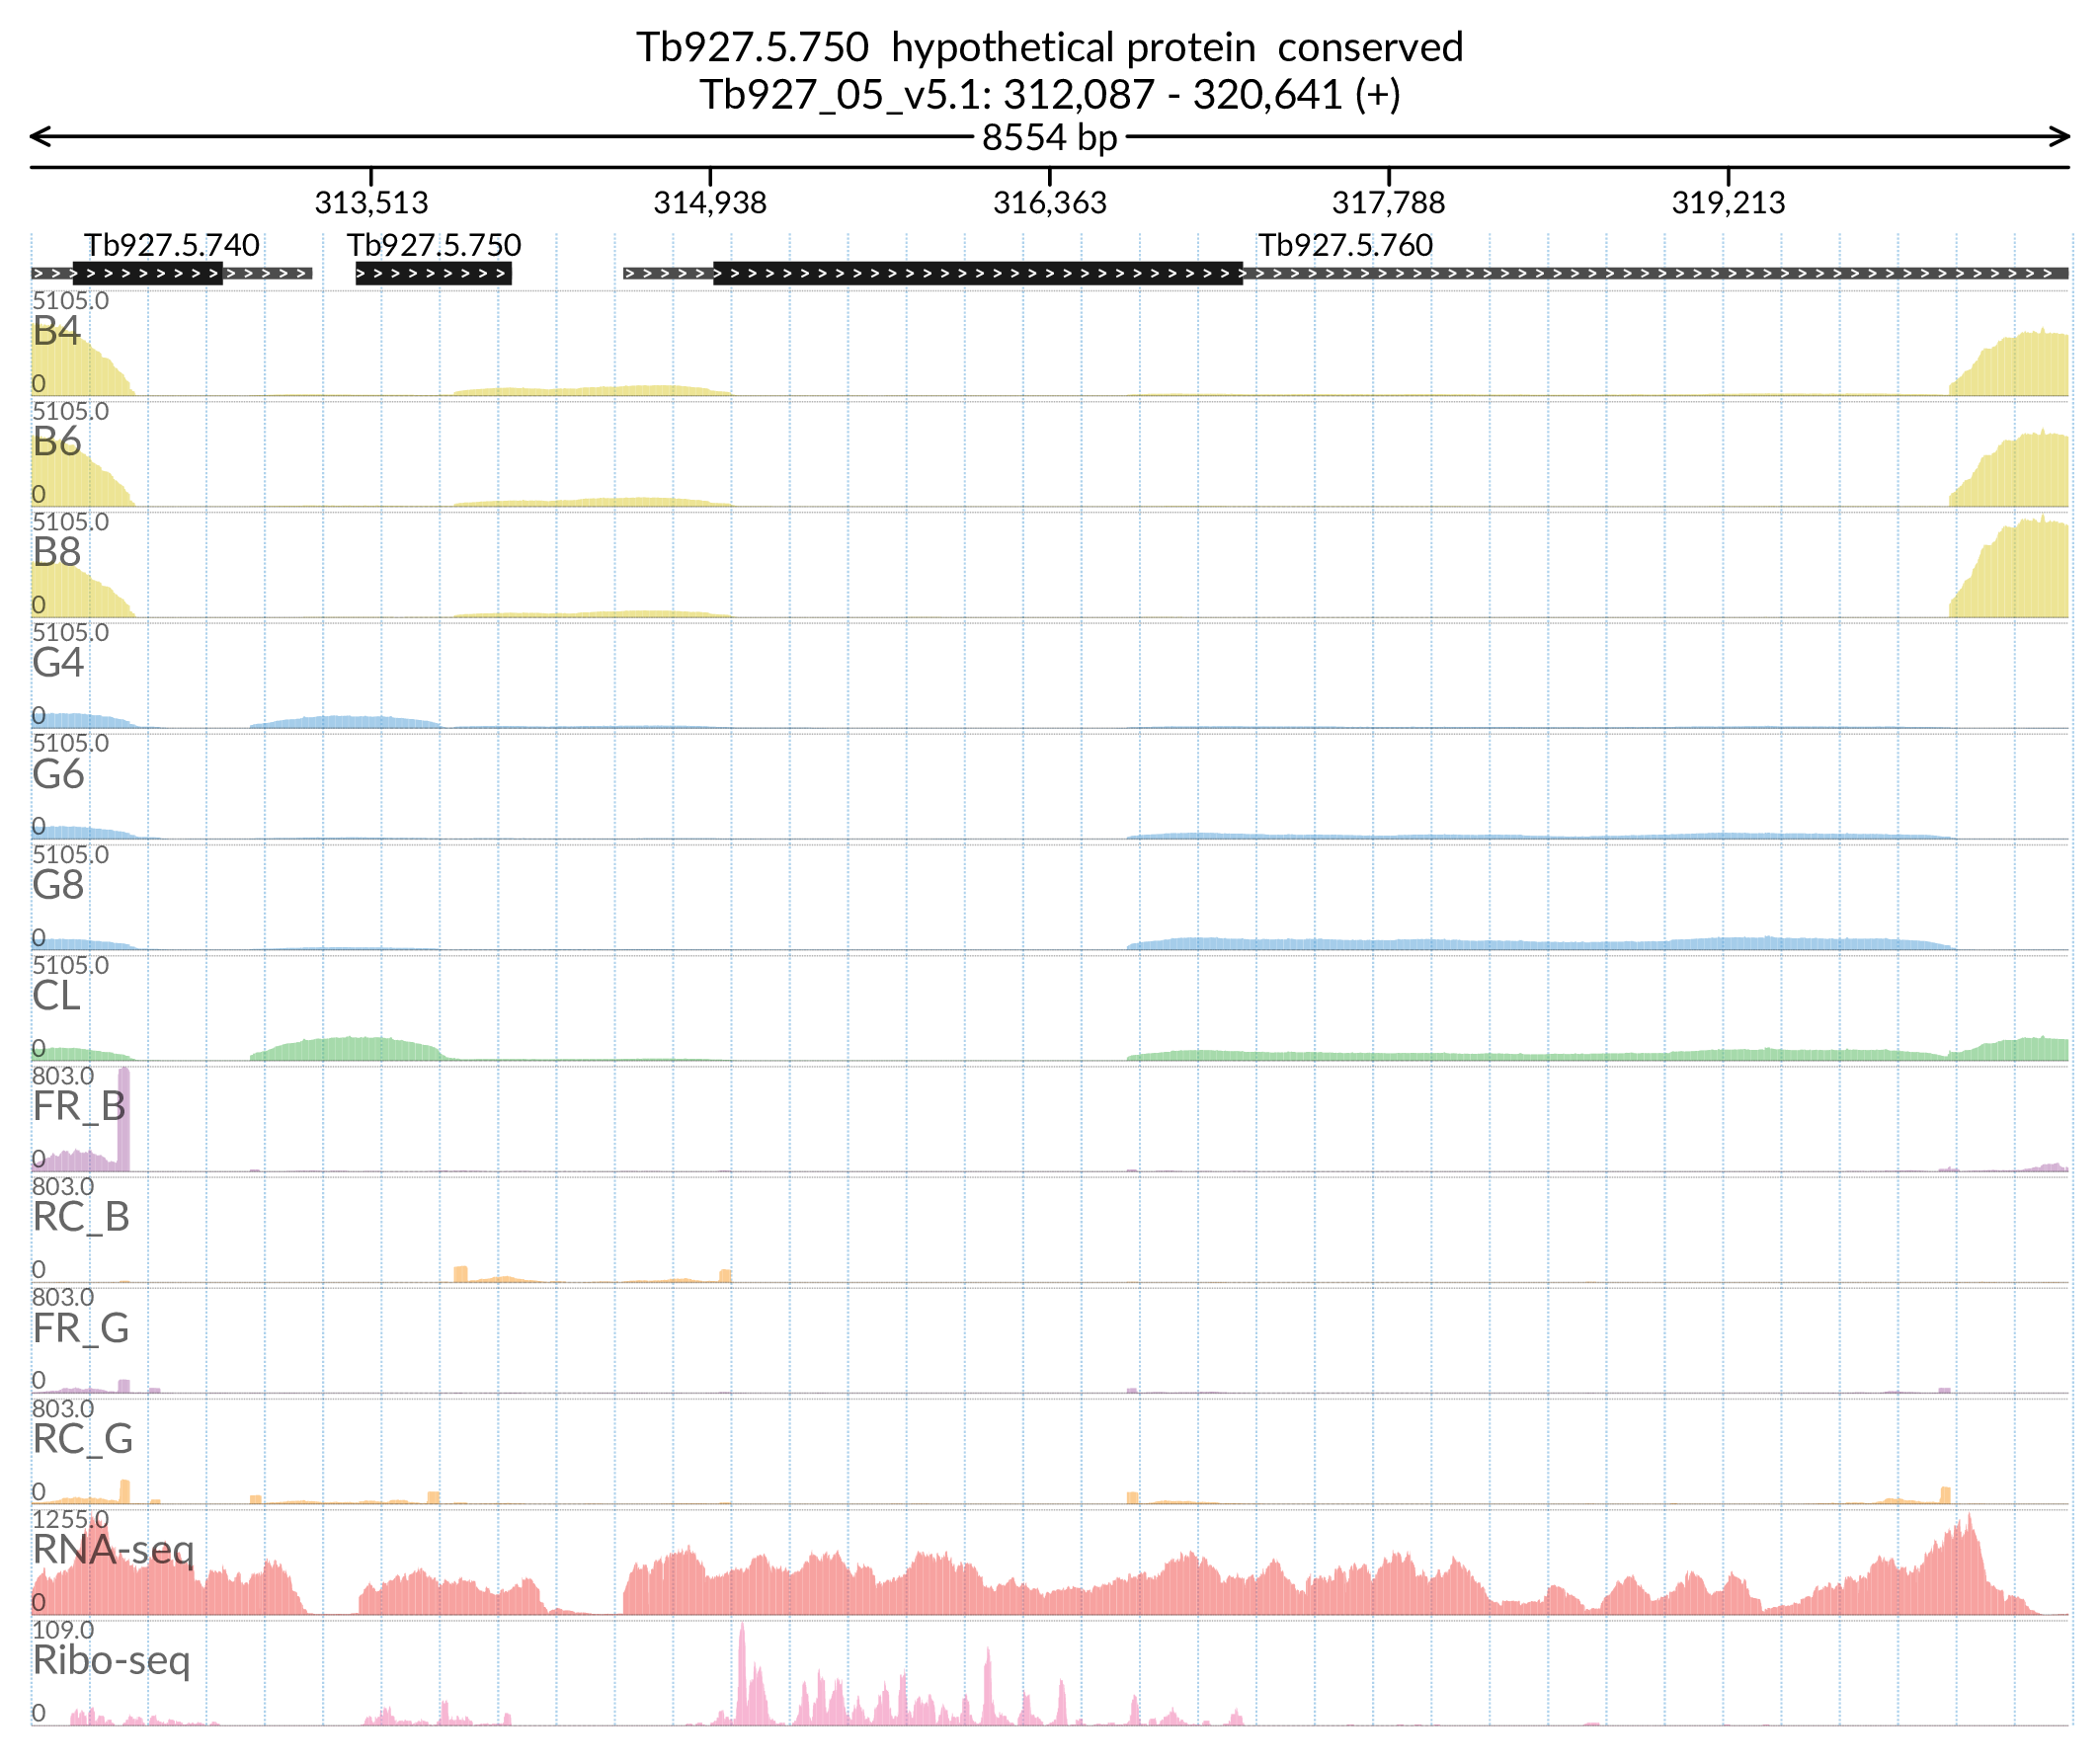 Tb927.5.750  hypothetical protein  conserved
Tb927_05_v5.1: 312,087 - 320,641 (+)
8554 bp
313,513 314,938 316,363 317,788 319,213
Tb927.5.740 Tb927.5.750 Tb927.5.760
5105.0
B4
0
5105.0
B6
0
5105.0
B8
0
5105.0
G4
0
5105.0
G6
0
5105.0
G8
0
5105.0
CL
0
803.0
FR_B
0
803.0
RC_B
0
803.0
FR_G
0
803.0
RC_G
0
1255.0
RNA-seq
0
109.0
Ribo-seq
0